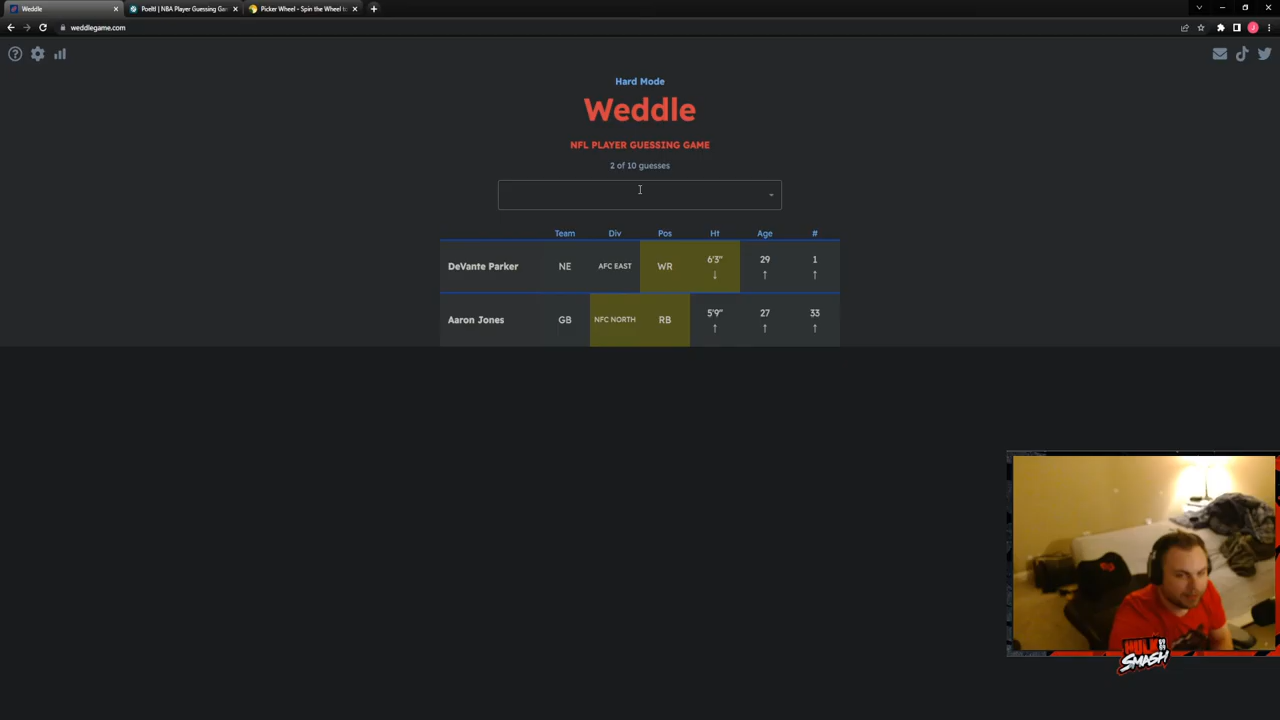 Weddle
Poeltl | NBA Player Guessing Ga
Picker Wheel - Spin the Wheel t
weddlegame.com
J
Hard Mode
Weddle
NFL PLAYER GUESSING GAME
2 of 10 guesses
Team Div Pos Ht Age #
DeVante Parker NE AFC EAST WR 6'3" ↓ 29 ↑ 1 ↑
Aaron Jones GB NFC NORTH RB 5'9" ↑ 27 ↑ 33 ↑
HULK
SMASH